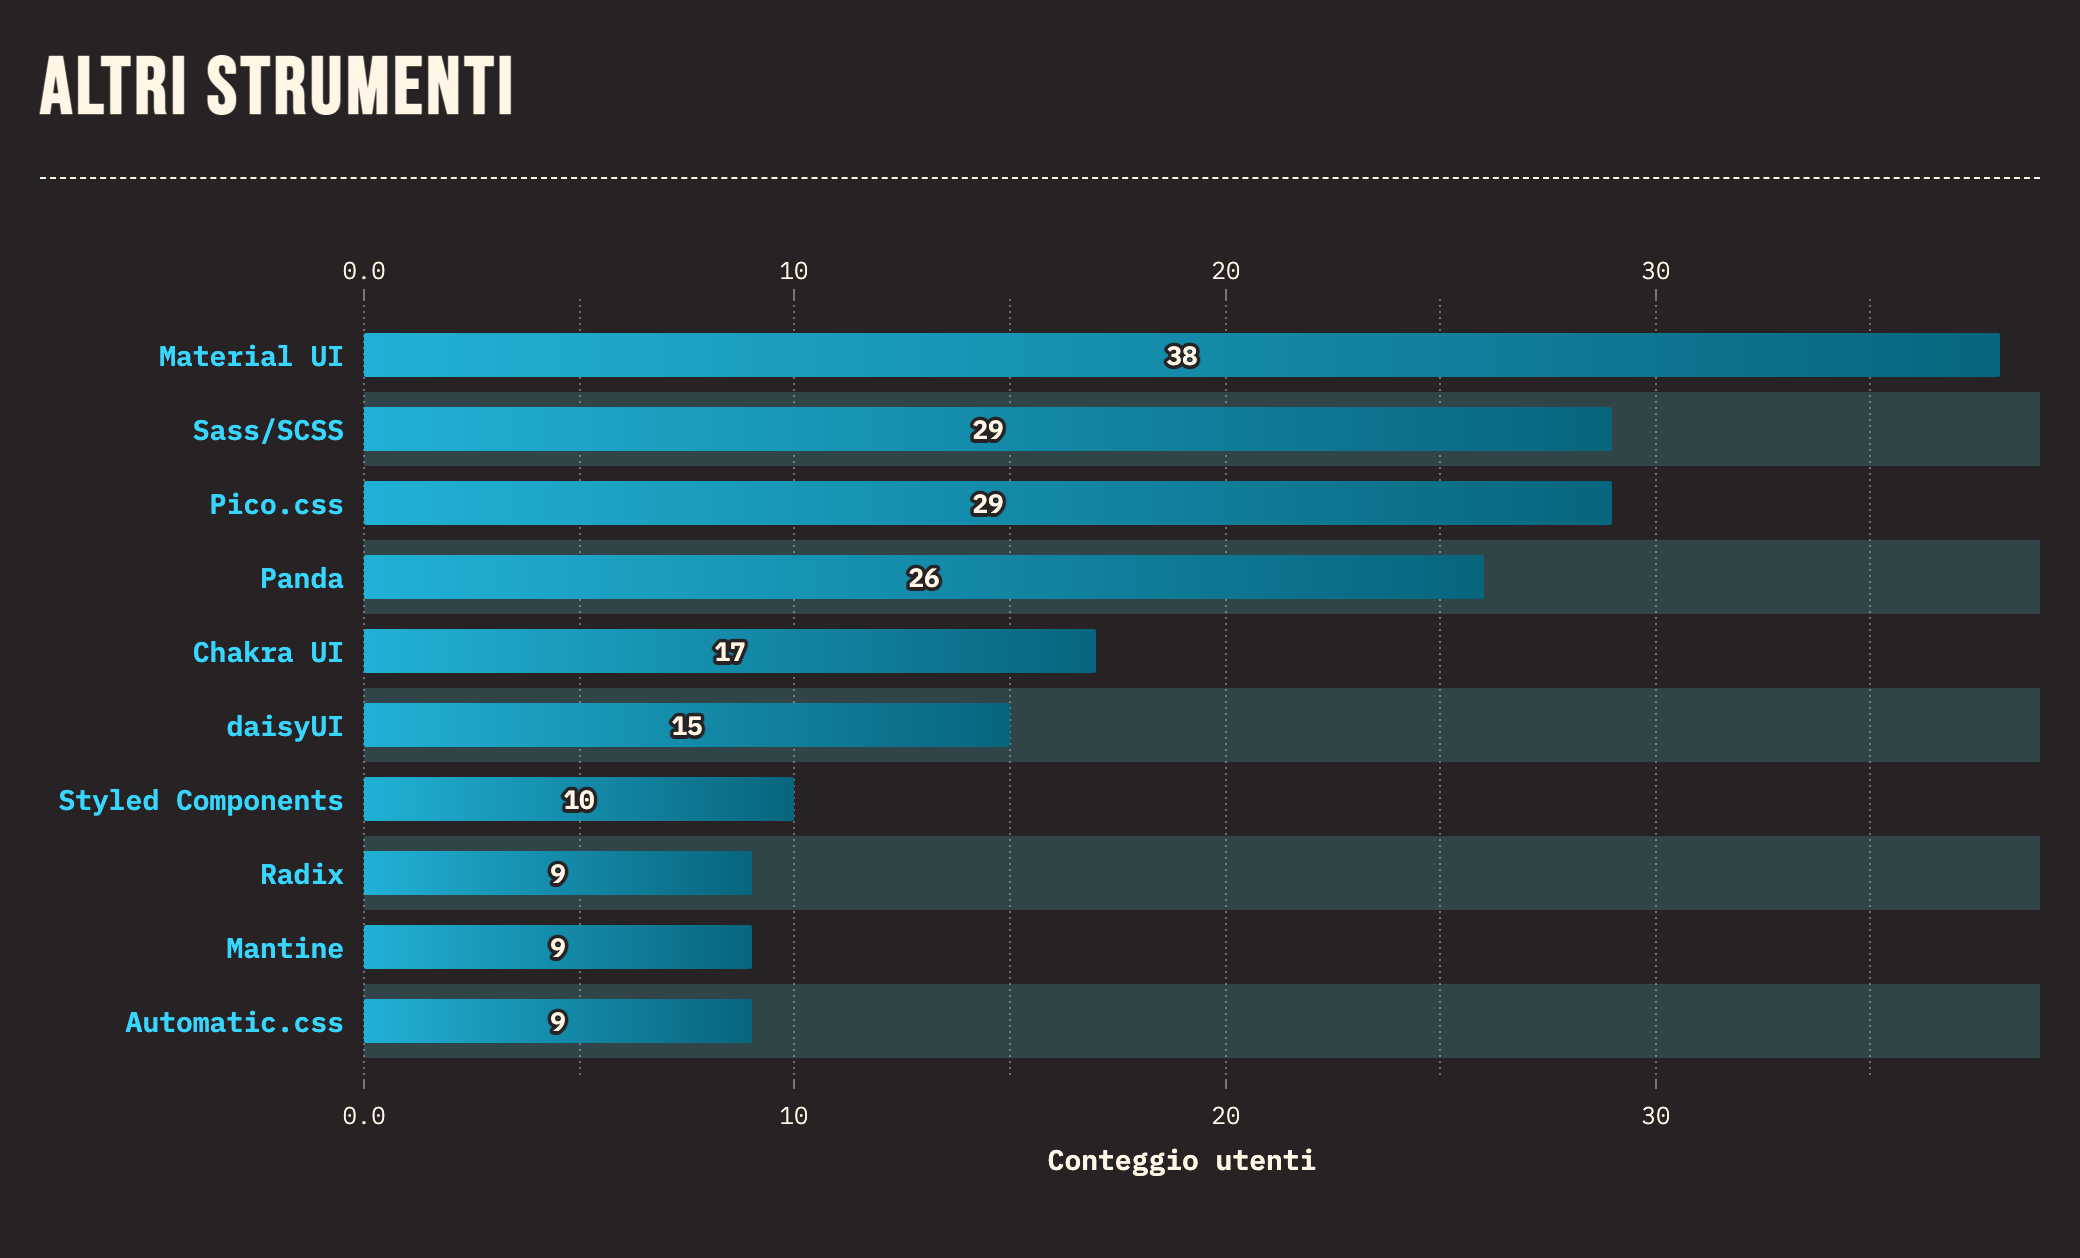 ALTRI STRUMENTI
0.0 10 20 30
Material UI 38
Sass/SCSS 29
Pico.css 29
Panda 26
Chakra UI 17
daisyUI 15
Styled Components 10
Radix 9
Mantine 9
Automatic.css 9
0.0 10 20 30
Conteggio utenti